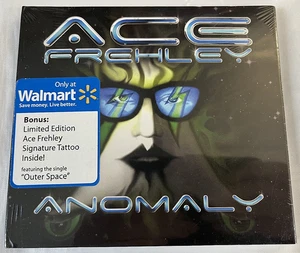 ACE
FREHLEY
Only at
Walmart
Save money. Live better.
Bonus:
Limited Edition
Ace Frehley
Signature Tattoo
Inside!
featuring the single
"Outer Space"
ANOMALY